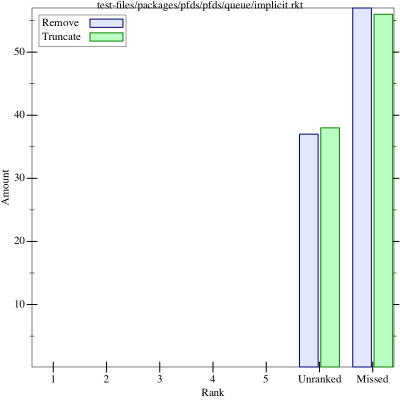 test-files/packages/pfds/pfds/queue/implicit.rkt
Remove
Truncate
50
40
30
20
10
Amount
1 2 3 4 5 Unranked Missed
Rank